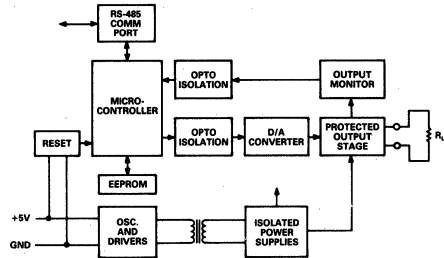 RS-485
COMM
PORT
OPTO
ISOLATION
OUTPUT
MONITOR
MICRO-
CONTROLLER
RESET
OPTO
ISOLATION
D/A
CONVERTER
PROTECTED
OUTPUT
STAGE
RL
EEPROM
+5V
GND
OSC.
AND
DRIVERS
ISOLATED
POWER
SUPPLIES